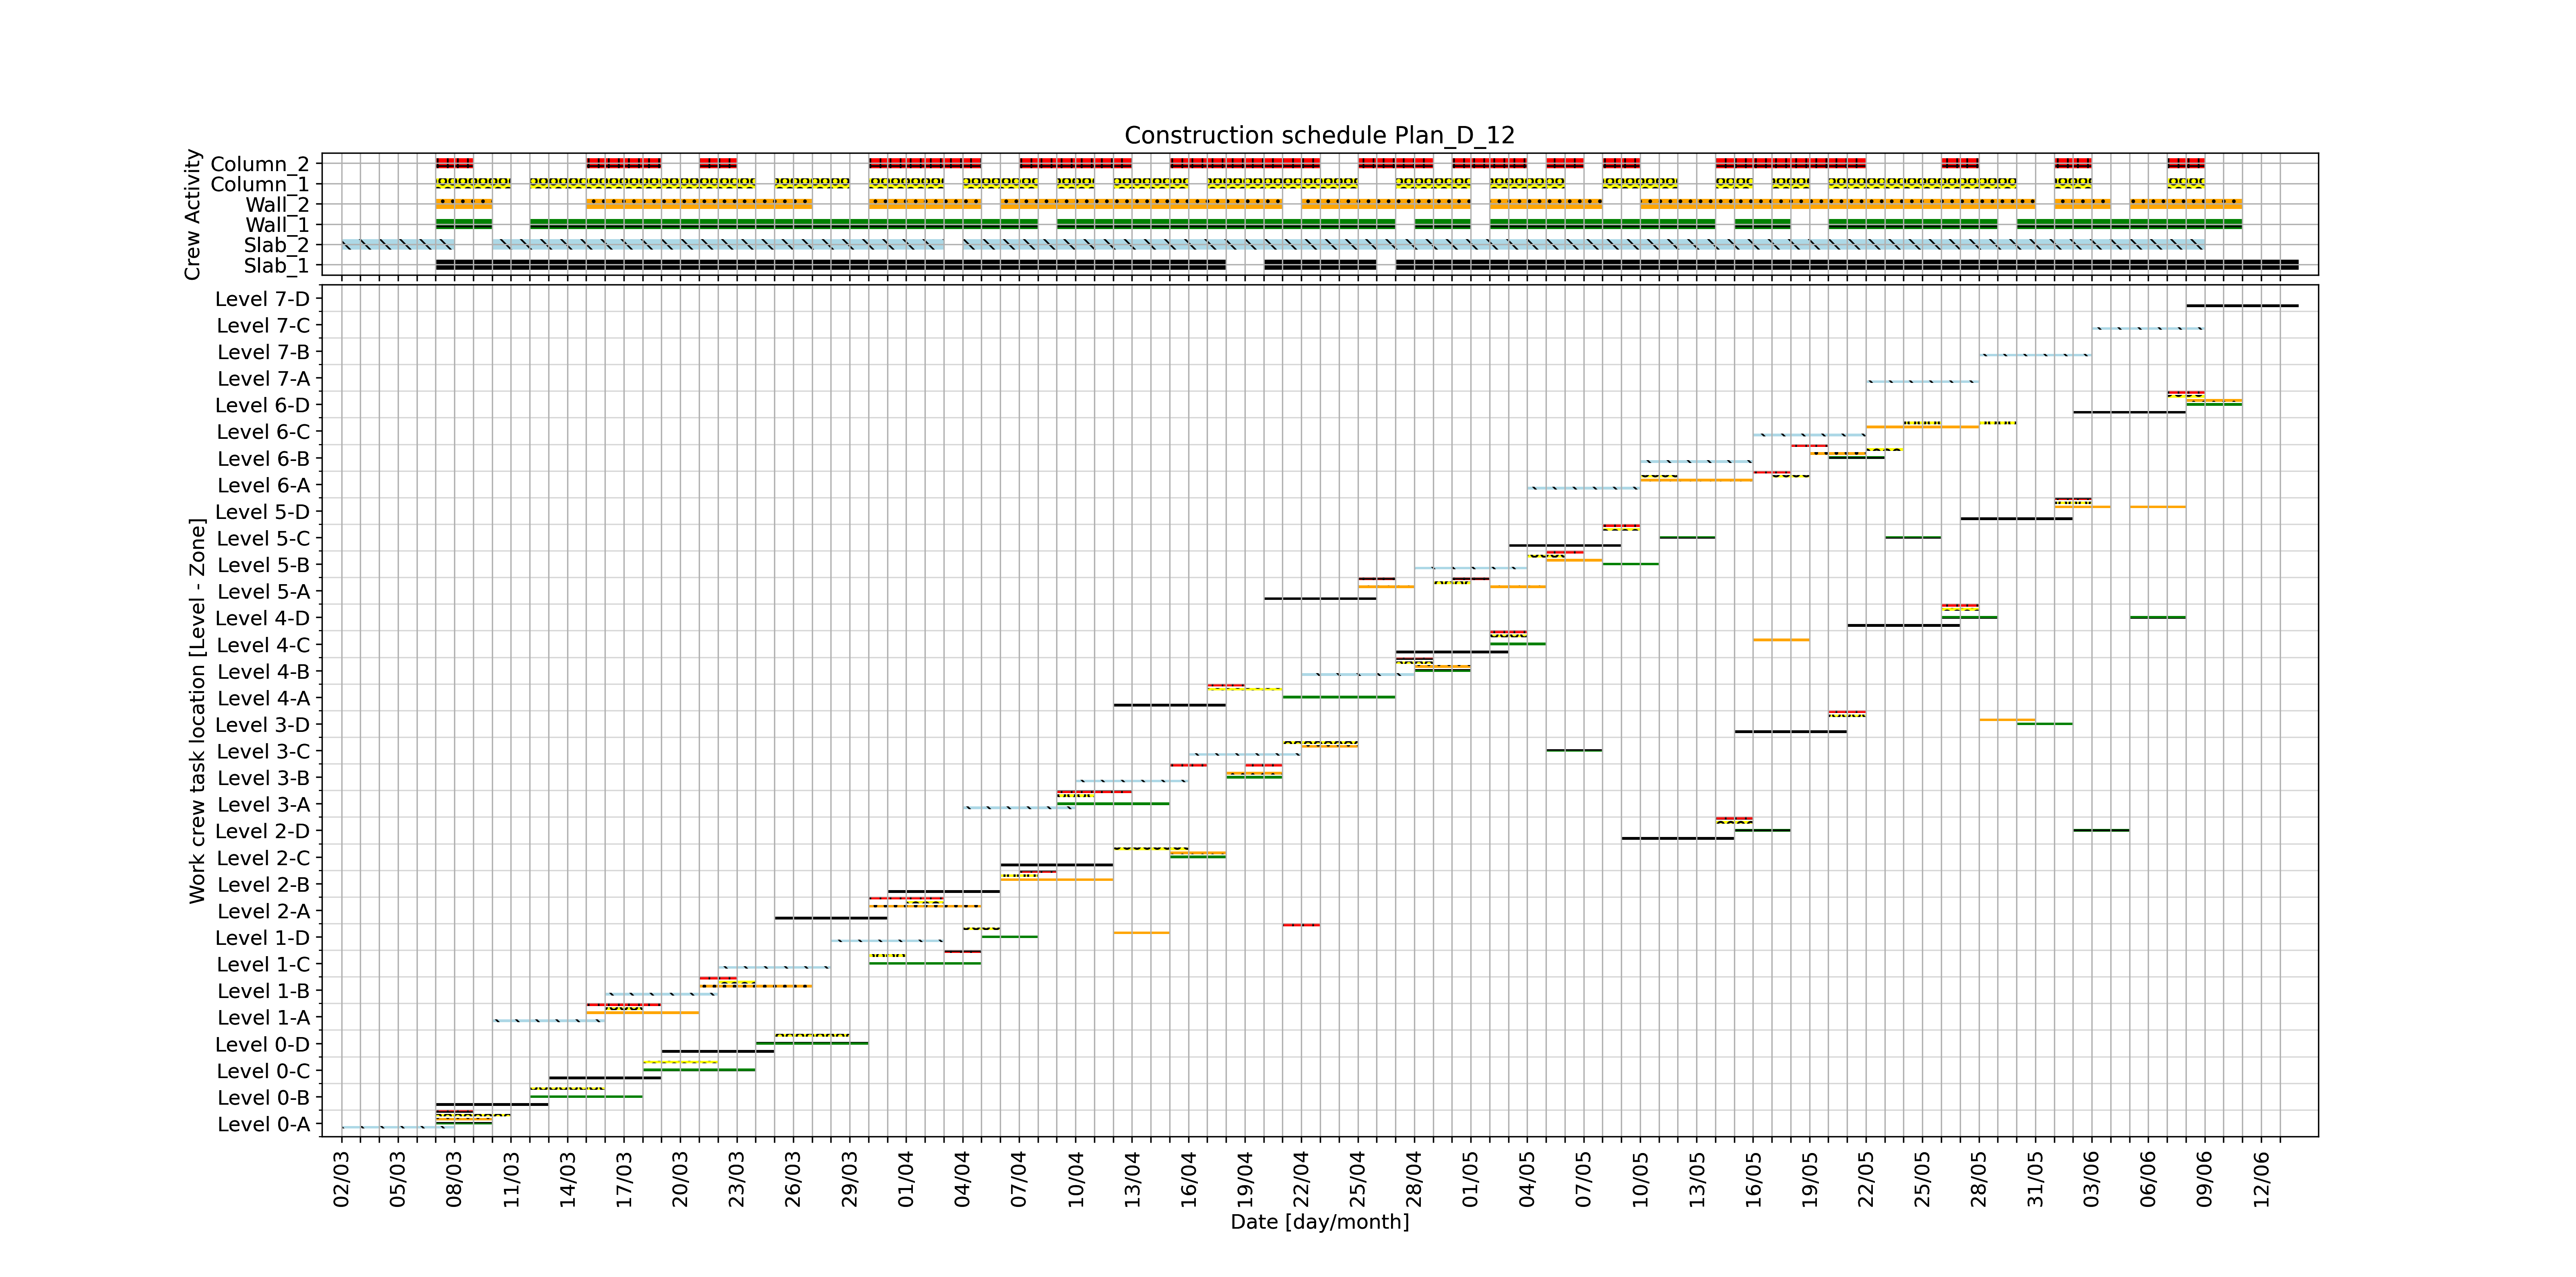 Construction schedule Plan_D_12
Crew Activity
Column_2
Column_1
Wall_2
Wall_1
Slab_2
Slab_1
Work crew task location [Level - Zone]
Level 7-D
Level 7-C
Level 7-B
Level 7-A
Level 6-D
Level 6-C
Level 6-B
Level 6-A
Level 5-D
Level 5-C
Level 5-B
Level 5-A
Level 4-D
Level 4-C
Level 4-B
Level 4-A
Level 3-D
Level 3-C
Level 3-B
Level 3-A
Level 2-D
Level 2-C
Level 2-B
Level 2-A
Level 1-D
Level 1-C
Level 1-B
Level 1-A
Level 0-D
Level 0-C
Level 0-B
Level 0-A
02/03 05/03 08/03 11/03 14/03 17/03 20/03 23/03 26/03 29/03 01/04 04/04 07/04 10/04 13/04 16/04 19/04 22/04 25/04 28/04 01/05 04/05 07/05 10/05 13/05 16/05 19/05 22/05 25/05 28/05 31/05 03/06 06/06 09/06 12/06
Date [day/month]